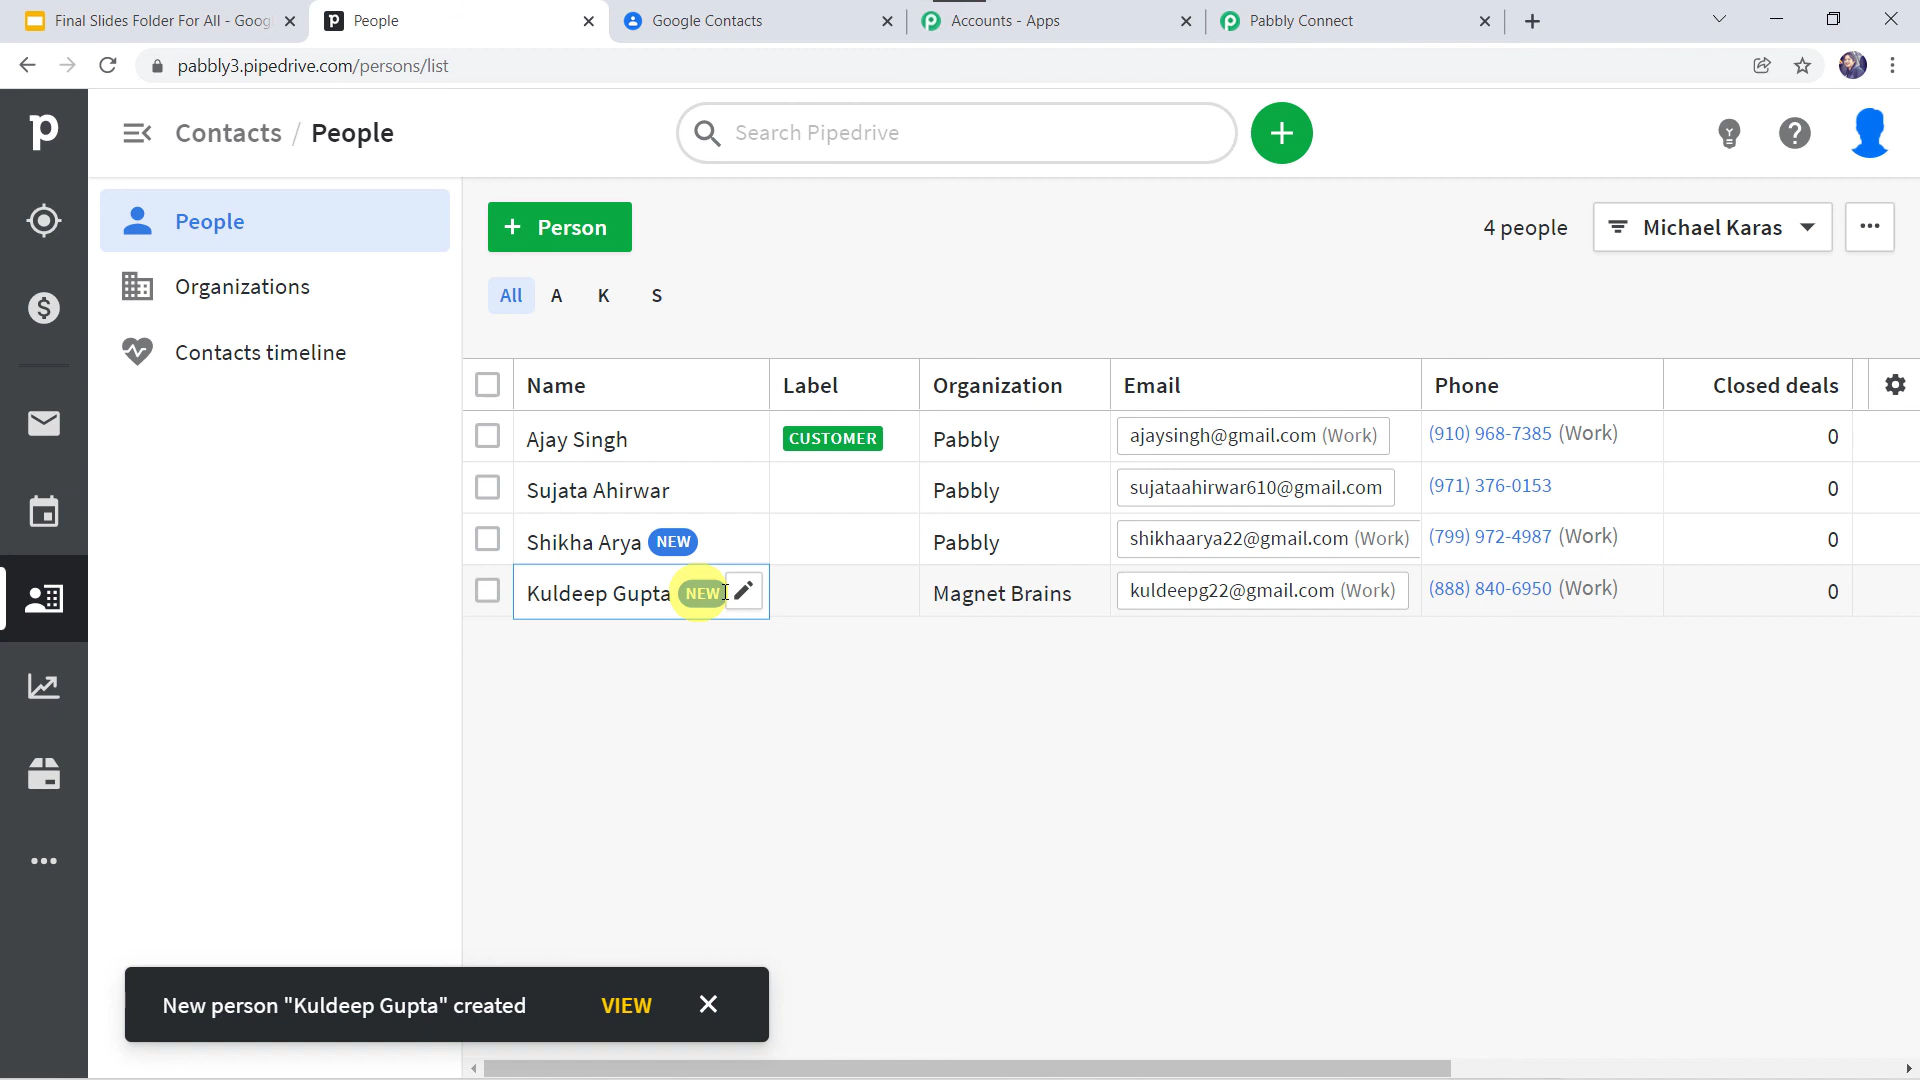 Final Slides Folder For All - Goog
People
Google Contacts
Accounts - Apps
Pabbly Connect
pabbly3.pipedrive.com/persons/list
Contacts / People
Search Pipedrive
People
Organizations
Contacts timeline
+ Person
4 people
Michael Karas
All A K S
Name Label Organization Email Phone Closed deals
Ajay Singh CUSTOMER Pabbly ajaysingh@gmail.com (Work) (910) 968-7385 (Work) 0
Sujata Ahirwar Pabbly sujataahirwar610@gmail.com (971) 376-0153 0
Shikha Arya NEW Pabbly shikhaarya22@gmail.com (Work) (799) 972-4987 (Work) 0
Kuldeep Gupta NEW Magnet Brains kuldeepg22@gmail.com (Work) (888) 840-6950 (Work) 0
New person "Kuldeep Gupta" created VIEW